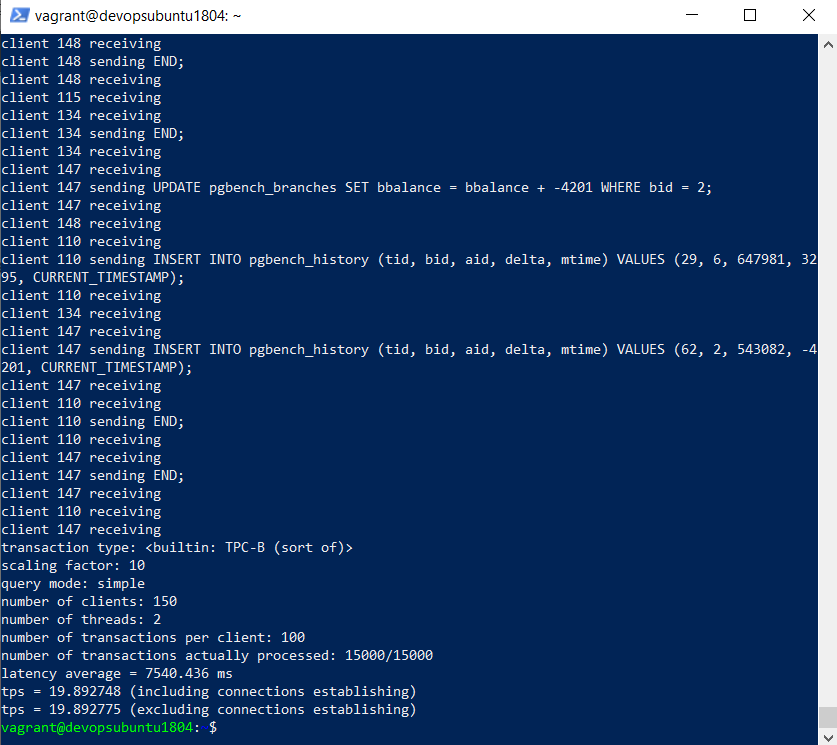 vagrant@devopsubuntu1804: ~
client 148 receiving
client 148 sending END;
client 148 receiving
client 115 receiving
client 134 receiving
client 134 sending END;
client 134 receiving
client 147 receiving
client 147 sending UPDATE pgbench_branches SET bbalance = bbalance + -4201 WHERE bid = 2;
client 147 receiving
client 148 receiving
client 110 receiving
client 110 sending INSERT INTO pgbench_history (tid, bid, aid, delta, mtime) VALUES (29, 6, 647981, 32
95, CURRENT_TIMESTAMP);
client 110 receiving
client 134 receiving
client 147 receiving
client 147 sending INSERT INTO pgbench_history (tid, bid, aid, delta, mtime) VALUES (62, 2, 543082, -4
201, CURRENT_TIMESTAMP);
client 147 receiving
client 110 receiving
client 110 sending END;
client 110 receiving
client 147 receiving
client 147 sending END;
client 147 receiving
client 110 receiving
client 147 receiving
transaction type: <builtin: TPC-B (sort of)>
scaling factor: 10
query mode: simple
number of clients: 150
number of threads: 2
number of transactions per client: 100
number of transactions actually processed: 15000/15000
latency average = 7540.436 ms
tps = 19.892748 (including connections establishing)
tps = 19.892775 (excluding connections establishing)
vagrant@devopsubuntu1804: $